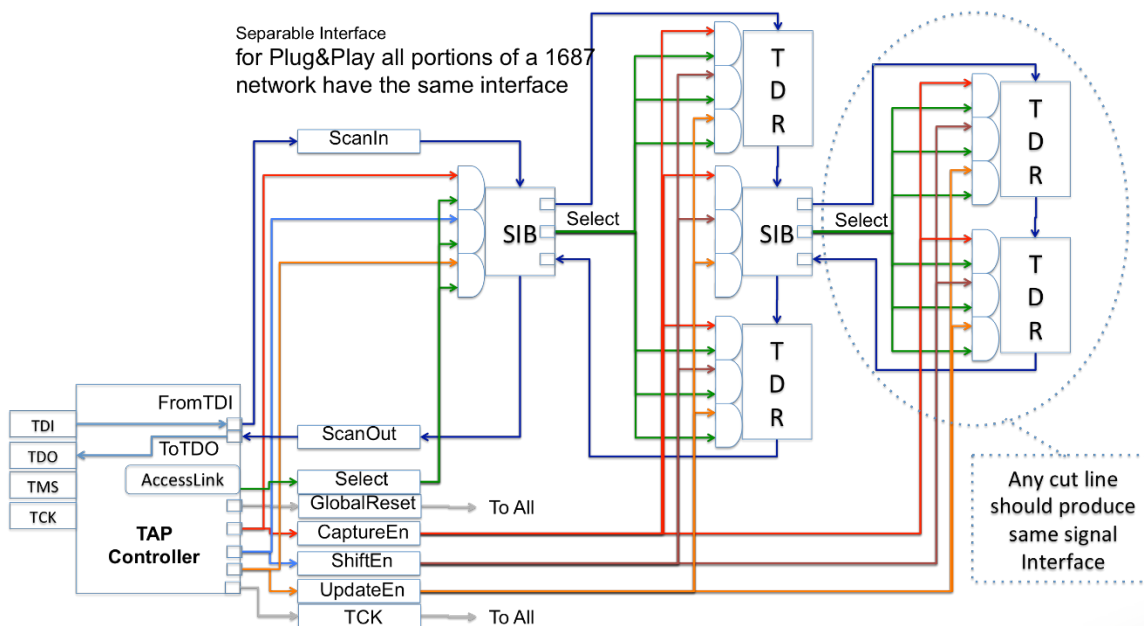 Separable Interface
for Plug&Play all portions of a 1687
network have the same interface
T
D
R
T
D
R
ScanIn
SIB
Select
SIB
Select
T
D
R
T
D
R
FromTDI
TDI
ToTDO
ScanOut
TDO
AccessLink
Select
TMS
GlobalReset
To All
TCK
TAP
Controller
CaptureEn
ShiftEn
UpdateEn
TCK
To All
Any cut line
should produce
same signal
Interface